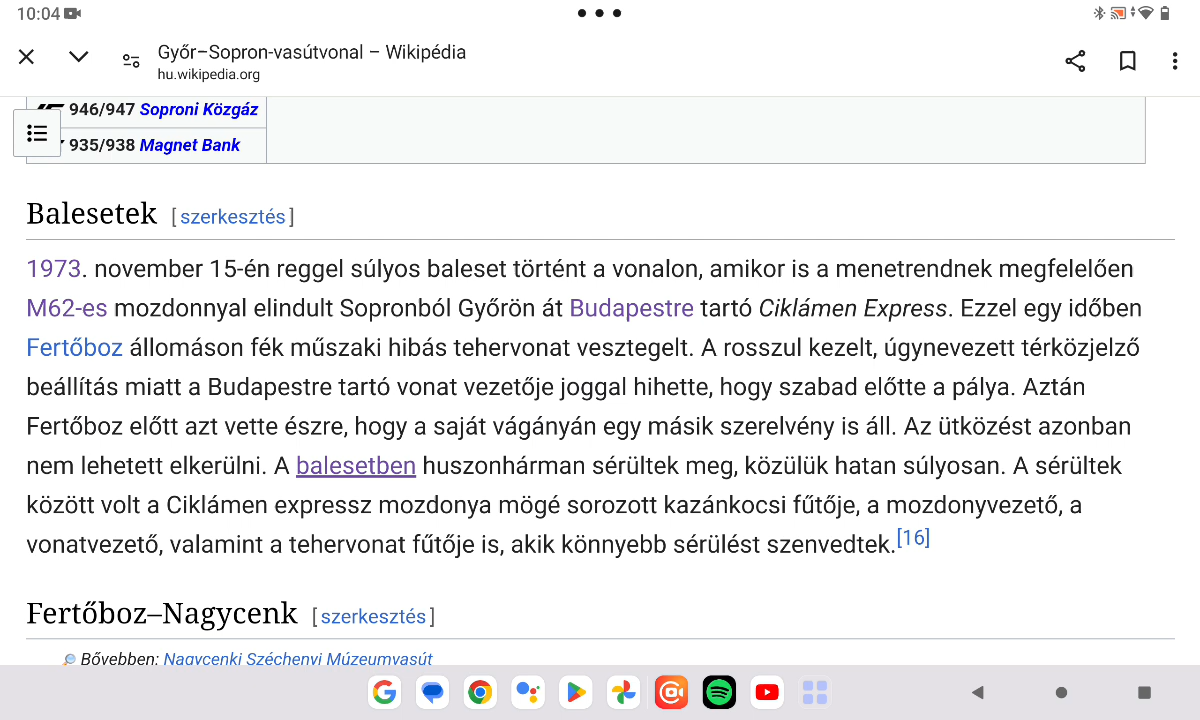 10:04
Győr–Sopron-vasútvonal – Wikipédia
hu.wikipedia.org
946/947 Soproni Közgáz
935/938 Magnet Bank
Balesetek [szerkesztés]
1973. november 15-én reggel súlyos baleset történt a vonalon, amikor is a menetrendnek megfelelően
M62-es mozdonnyal elindult Sopronból Győrön át Budapestre tartó Ciklámen Express. Ezzel egy időben
Fertőboz állomáson fék műszaki hibás tehervonat vesztegelt. A rosszul kezelt, úgynevezett térközjelző
beállítás miatt a Budapestre tartó vonat vezetője joggal hihette, hogy szabad előtte a pálya. Aztán
Fertőboz előtt azt vette észre, hogy a saját vágányán egy másik szerelvény is áll. Az ütközést azonban
nem lehetett elkerülni. A balesetben huszonhárman sérültek meg, közülük hatan súlyosan. A sérültek
között volt a Ciklámen expressz mozdonya mögé sorozott kazánkocsi fűtője, a mozdonyvezető, a
vonatvezető, valamint a tehervonat fűtője is, akik könnyebb sérülést szenvedtek.[16]
Fertőboz–Nagycenk [szerkesztés]
Bővebben: Nagycenki Széchenyi Múzeumvasút